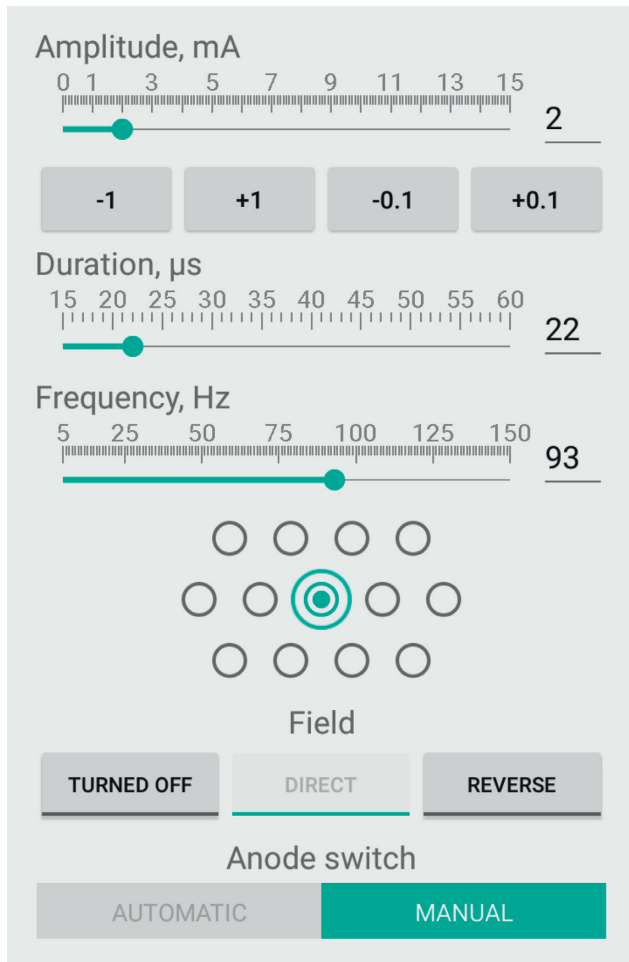 Amplitude, mA
0 1 3 5 7 9 11 13 15
2
-1 +1 -0.1 +0.1
Duration, µs
15 20 25 30 35 40 45 50 55 60
22
Frequency, Hz
5 25 50 75 100 125 150
93
Field
TURNED OFF DIRECT REVERSE
Anode switch
AUTOMATIC MANUAL